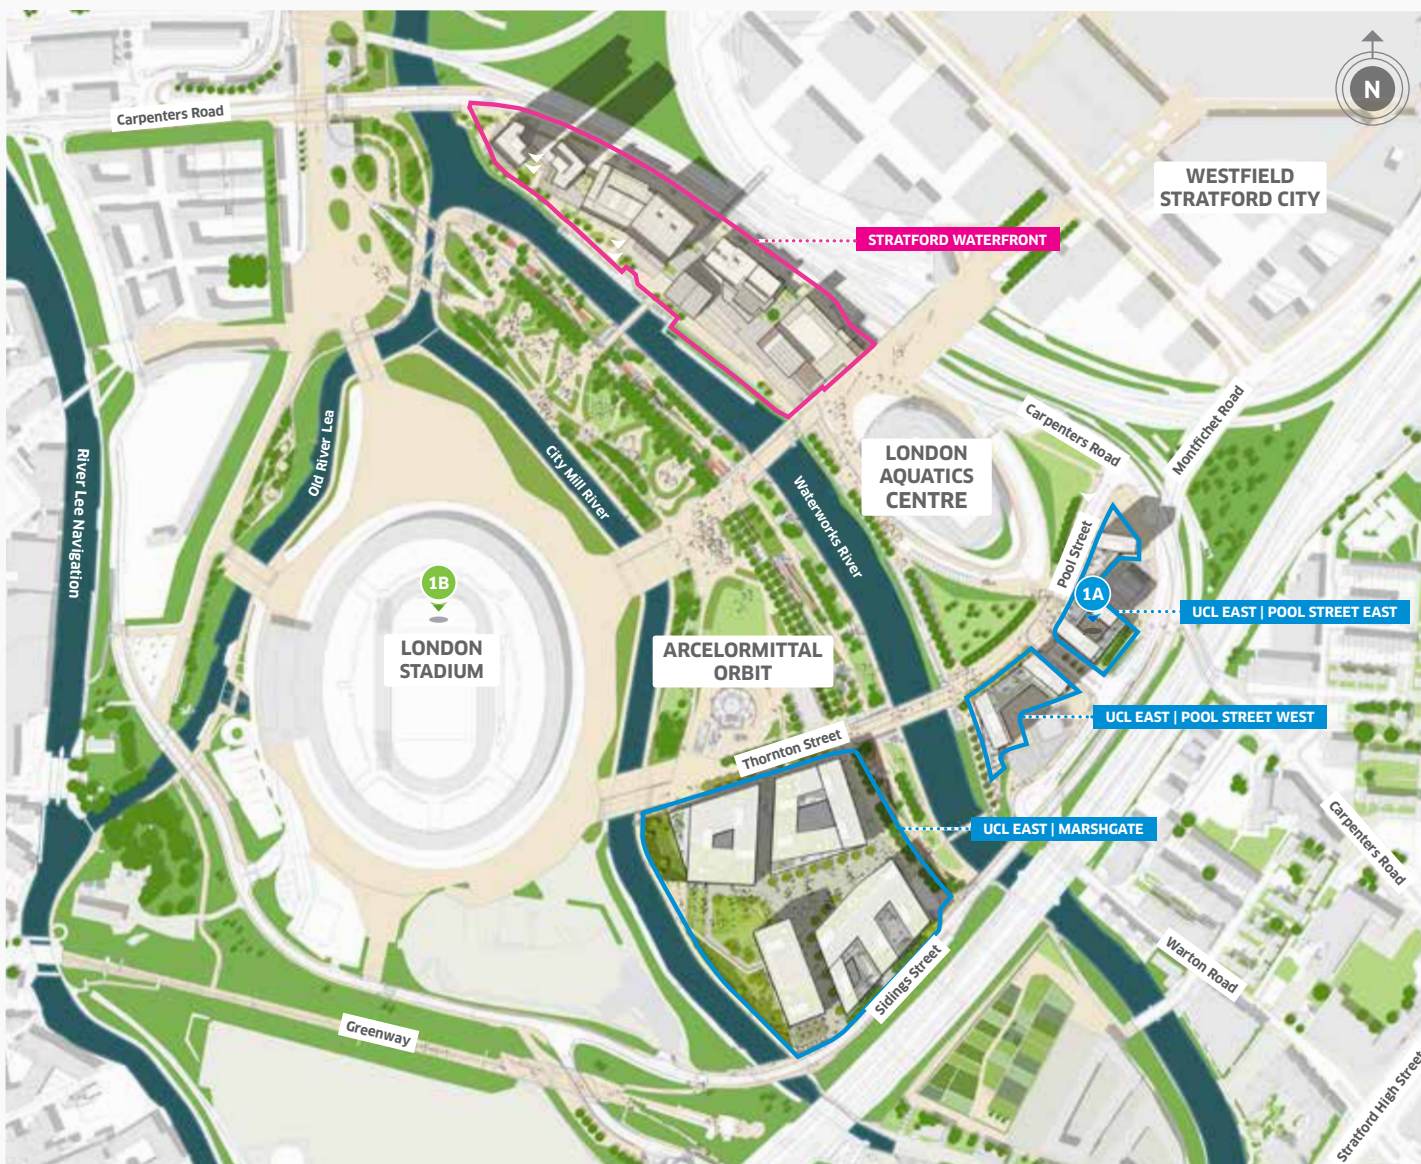 N
Carpenters Road
WESTFIELD
STRATFORD CITY
STRATFORD WATERFRONT
Carpenters Road
Montfichet Road
River Lee Navigation
Old River Lea
City Mill River
Waterworks River
LONDON
AQUATICS
CENTRE
Pool Street
1B
LONDON
STADIUM
1A
UCL EAST | POOL STREET EAST
ARCELORMITTAL
ORBIT
UCL EAST | POOL STREET WEST
Thornton Street
UCL EAST | MARSHGATE
Carpenters Road
Warton Road
Sidings Street
Greenway
Stratford High Street